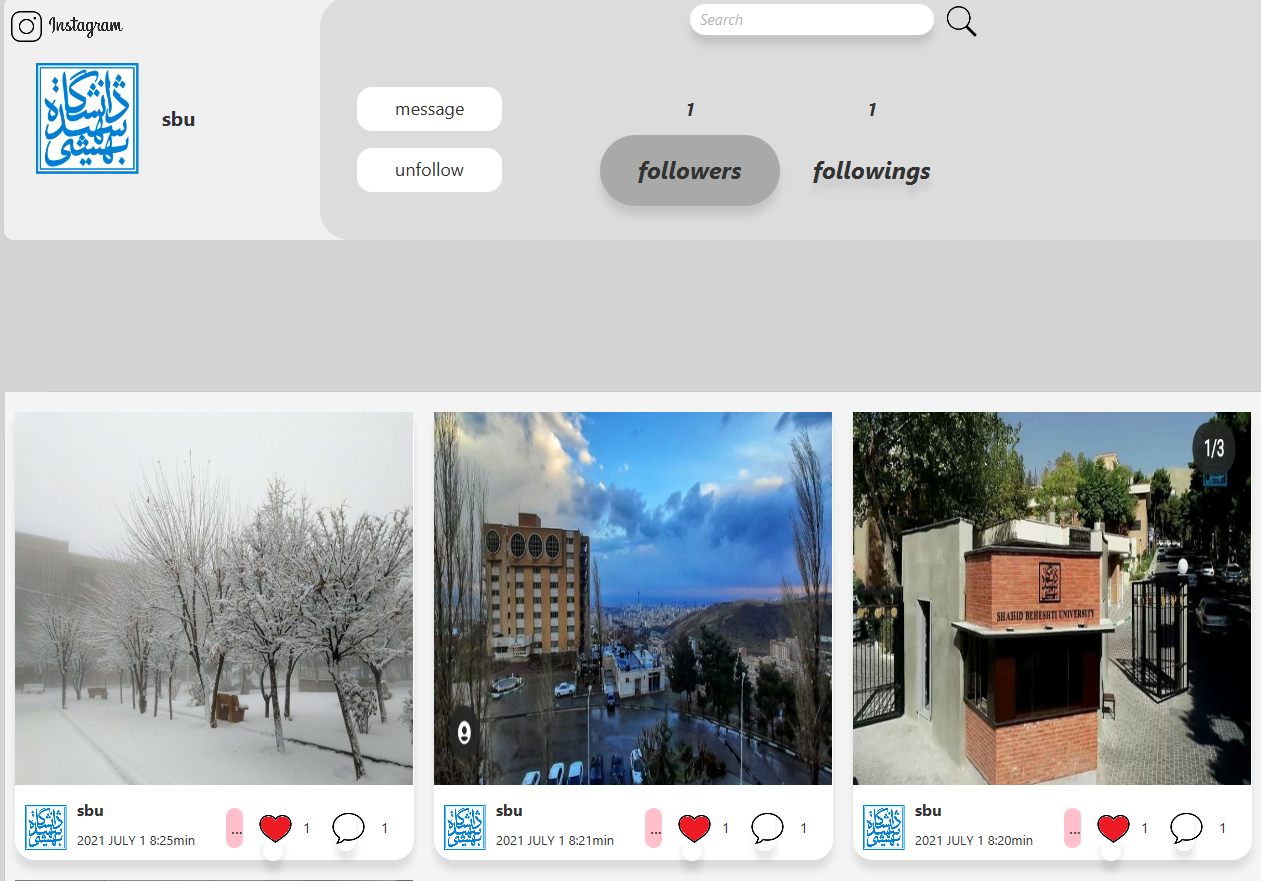 Instagram
Search
دانشگاه
شهید
بهشتی
sbu
message
unfollow
1
followers
1
followings
1/3
SHAHID BEHESHTI UNIVERSITY
sbu
2021 JULY 1 8:25min
...
1
1
sbu
2021 JULY 1 8:21min
...
1
1
sbu
2021 JULY 1 8:20min
...
1
1